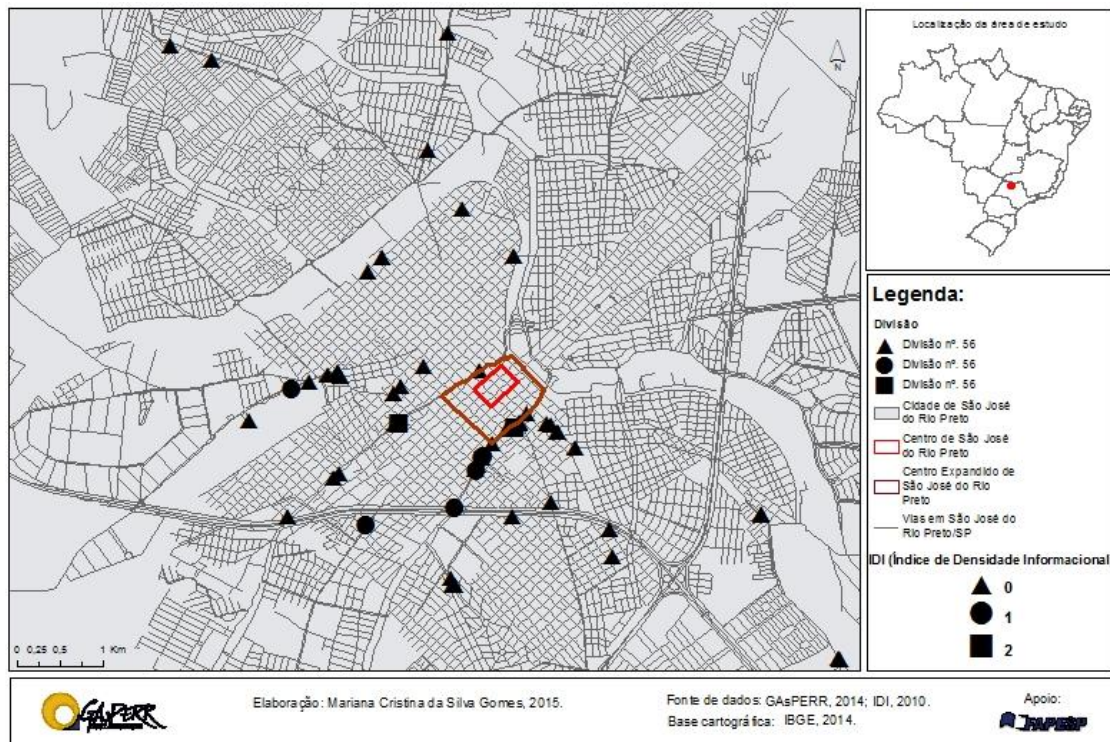 Localização da área de estudo
N
Legenda:
Divisão
Divisão nº. 56
Divisão nº. 56
Divisão nº. 56
Cidade de São José
do Rio Preto
Centro de São José
do Rio Preto
Centro Expandido de
São José do Rio
Preto
Vias em São José do
Rio Preto/SP
IDI (Índice de Densidade Informacional
0
1
2
0 0,25 0,5 1 Km
GAsPERR
Elaboração: Mariana Cristina da Silva Gomes, 2015.
Fonte de dados: GAsPERR, 2014; IDI, 2010.
Base cartográfica: IBGE, 2014.
Apoio:
FAPESP